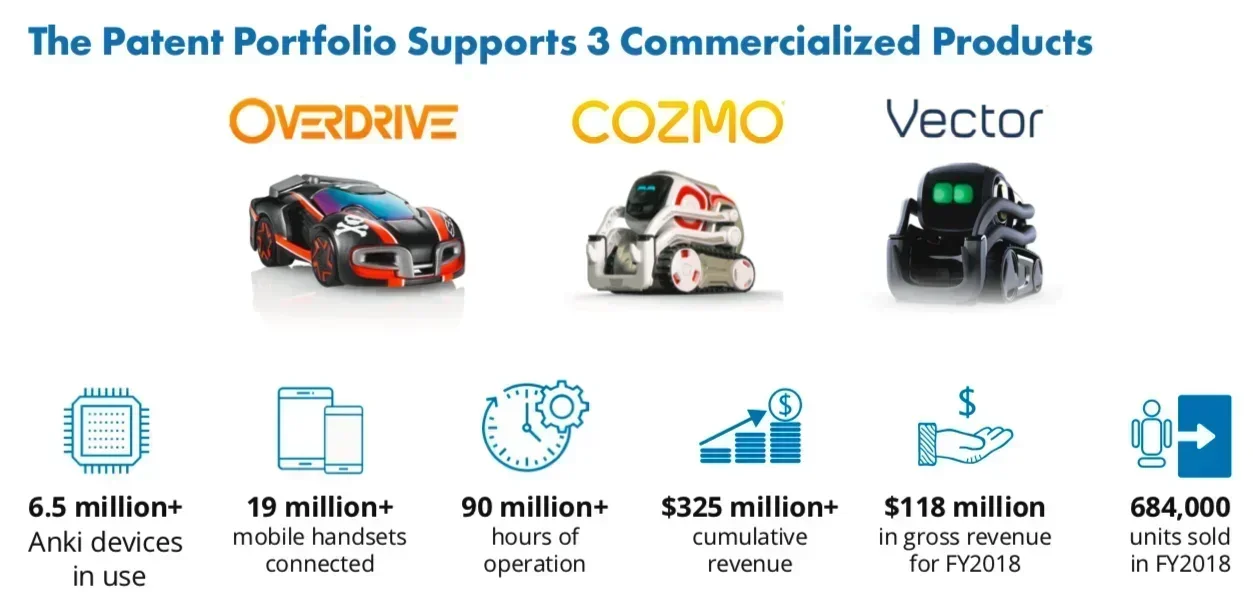 The Patent Portfolio Supports 3 Commercialized Products
OVERDRIVE
COZMO
Vector
$
$
6.5 million+
Anki devices
in use
19 million+
mobile handsets
connected
90 million+
hours of
operation
$325 million+
cumulative
revenue
$118 million
in gross revenue
for FY2018
684,000
units sold
in FY2018